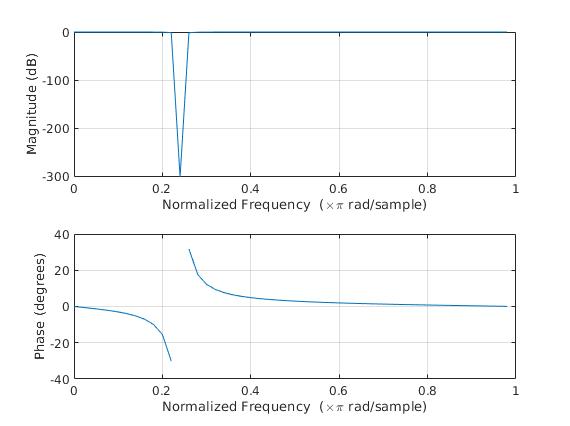 0
-100
-200
-300
Magnitude (dB)
0 0.2 0.4 0.6 0.8 1
Normalized Frequency (×π rad/sample)
40
20
0
-20
-40
Phase (degrees)
0 0.2 0.4 0.6 0.8 1
Normalized Frequency (×π rad/sample)